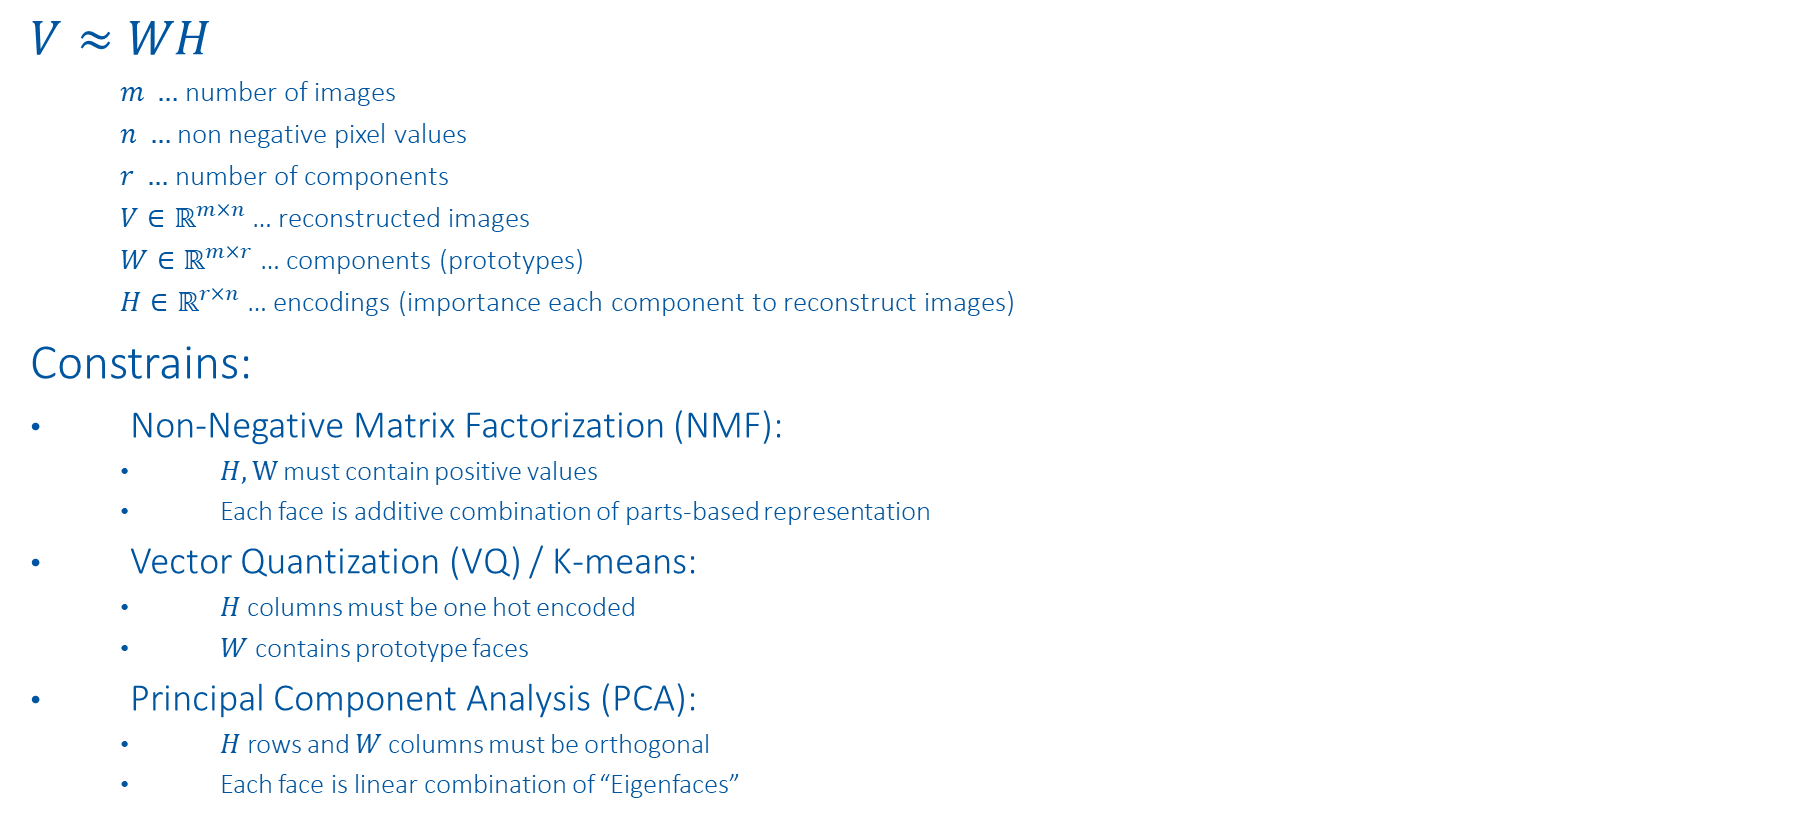 V ≈ WH
m ... number of images
n ... non negative pixel values
r ... number of components
V ∈ ℝ^{m×n} ... reconstructed images
W ∈ ℝ^{m×r} ... components (prototypes)
H ∈ ℝ^{r×n} ... encodings (importance each component to reconstruct images)
Constrains:
• Non-Negative Matrix Factorization (NMF):
• H, W must contain positive values
• Each face is additive combination of parts-based representation
• Vector Quantization (VQ) / K-means:
• H columns must be one hot encoded
• W contains prototype faces
• Principal Component Analysis (PCA):
• H rows and W columns must be orthogonal
• Each face is linear combination of “Eigenfaces”